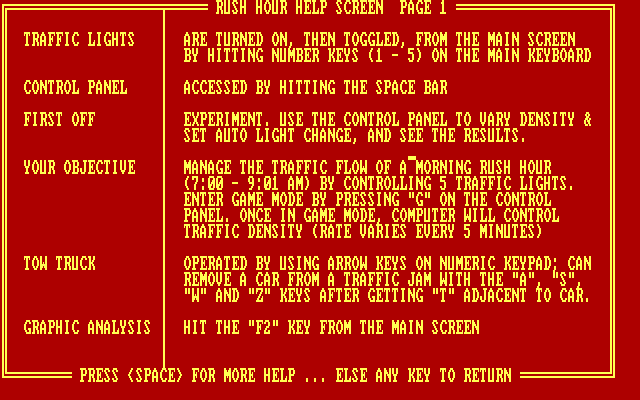 RUSH HOUR HELP SCREEN PAGE 1
TRAFFIC LIGHTS ARE TURNED ON, THEN TOGGLED, FROM THE MAIN SCREEN
BY HITTING NUMBER KEYS (1 - 5) ON THE MAIN KEYBOARD
CONTROL PANEL ACCESSED BY HITTING THE SPACE BAR
FIRST OFF EXPERIMENT. USE THE CONTROL PANEL TO VARY DENSITY &
SET AUTO LIGHT CHANGE, AND SEE THE RESULTS.
YOUR OBJECTIVE MANAGE THE TRAFFIC FLOW OF A MORNING RUSH HOUR
(7:00 - 9:01 AM) BY CONTROLLING 5 TRAFFIC LIGHTS.
ENTER GAME MODE BY PRESSING "G" ON THE CONTROL
PANEL. ONCE IN GAME MODE, COMPUTER WILL CONTROL
TRAFFIC DENSITY (RATE VARIES EVERY 5 MINUTES)
TOW TRUCK OPERATED BY USING ARROW KEYS ON NUMERIC KEYPAD; CAN
REMOVE A CAR FROM A TRAFFIC JAM WITH THE "A", "S",
"W" AND "Z" KEYS AFTER GETTING "T" ADJACENT TO CAR.
GRAPHIC ANALYSIS HIT THE "F2" KEY FROM THE MAIN SCREEN
PRESS <SPACE> FOR MORE HELP ... ELSE ANY KEY TO RETURN